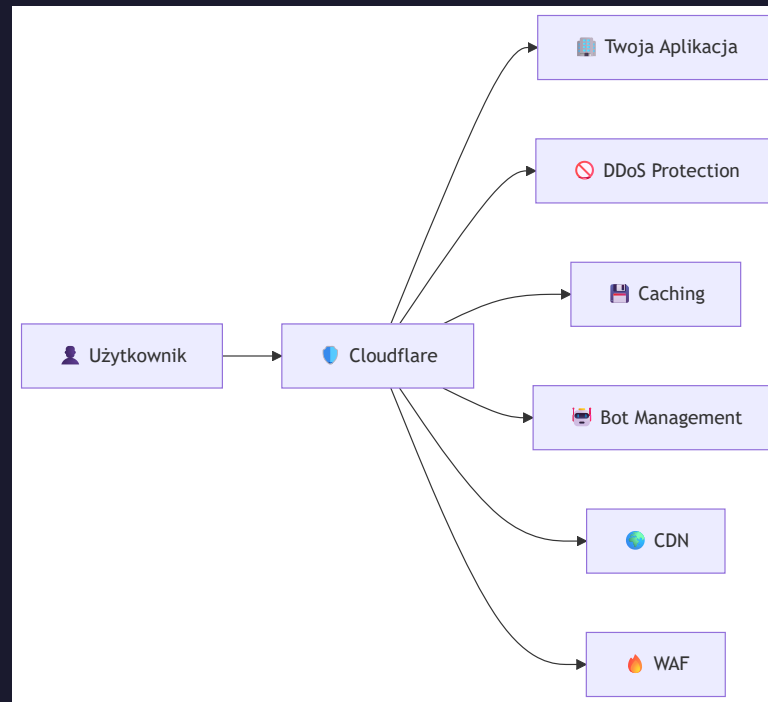 Twoja Aplikacja
DDoS Protection
Caching
Użytkownik
Cloudflare
Bot Management
CDN
WAF